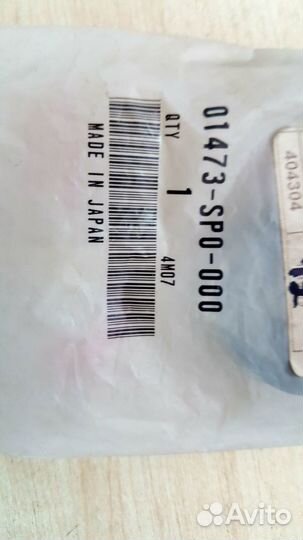 01473-SP0-000
QTY 1
4M07
MADE IN JAPAN
404304
Avito